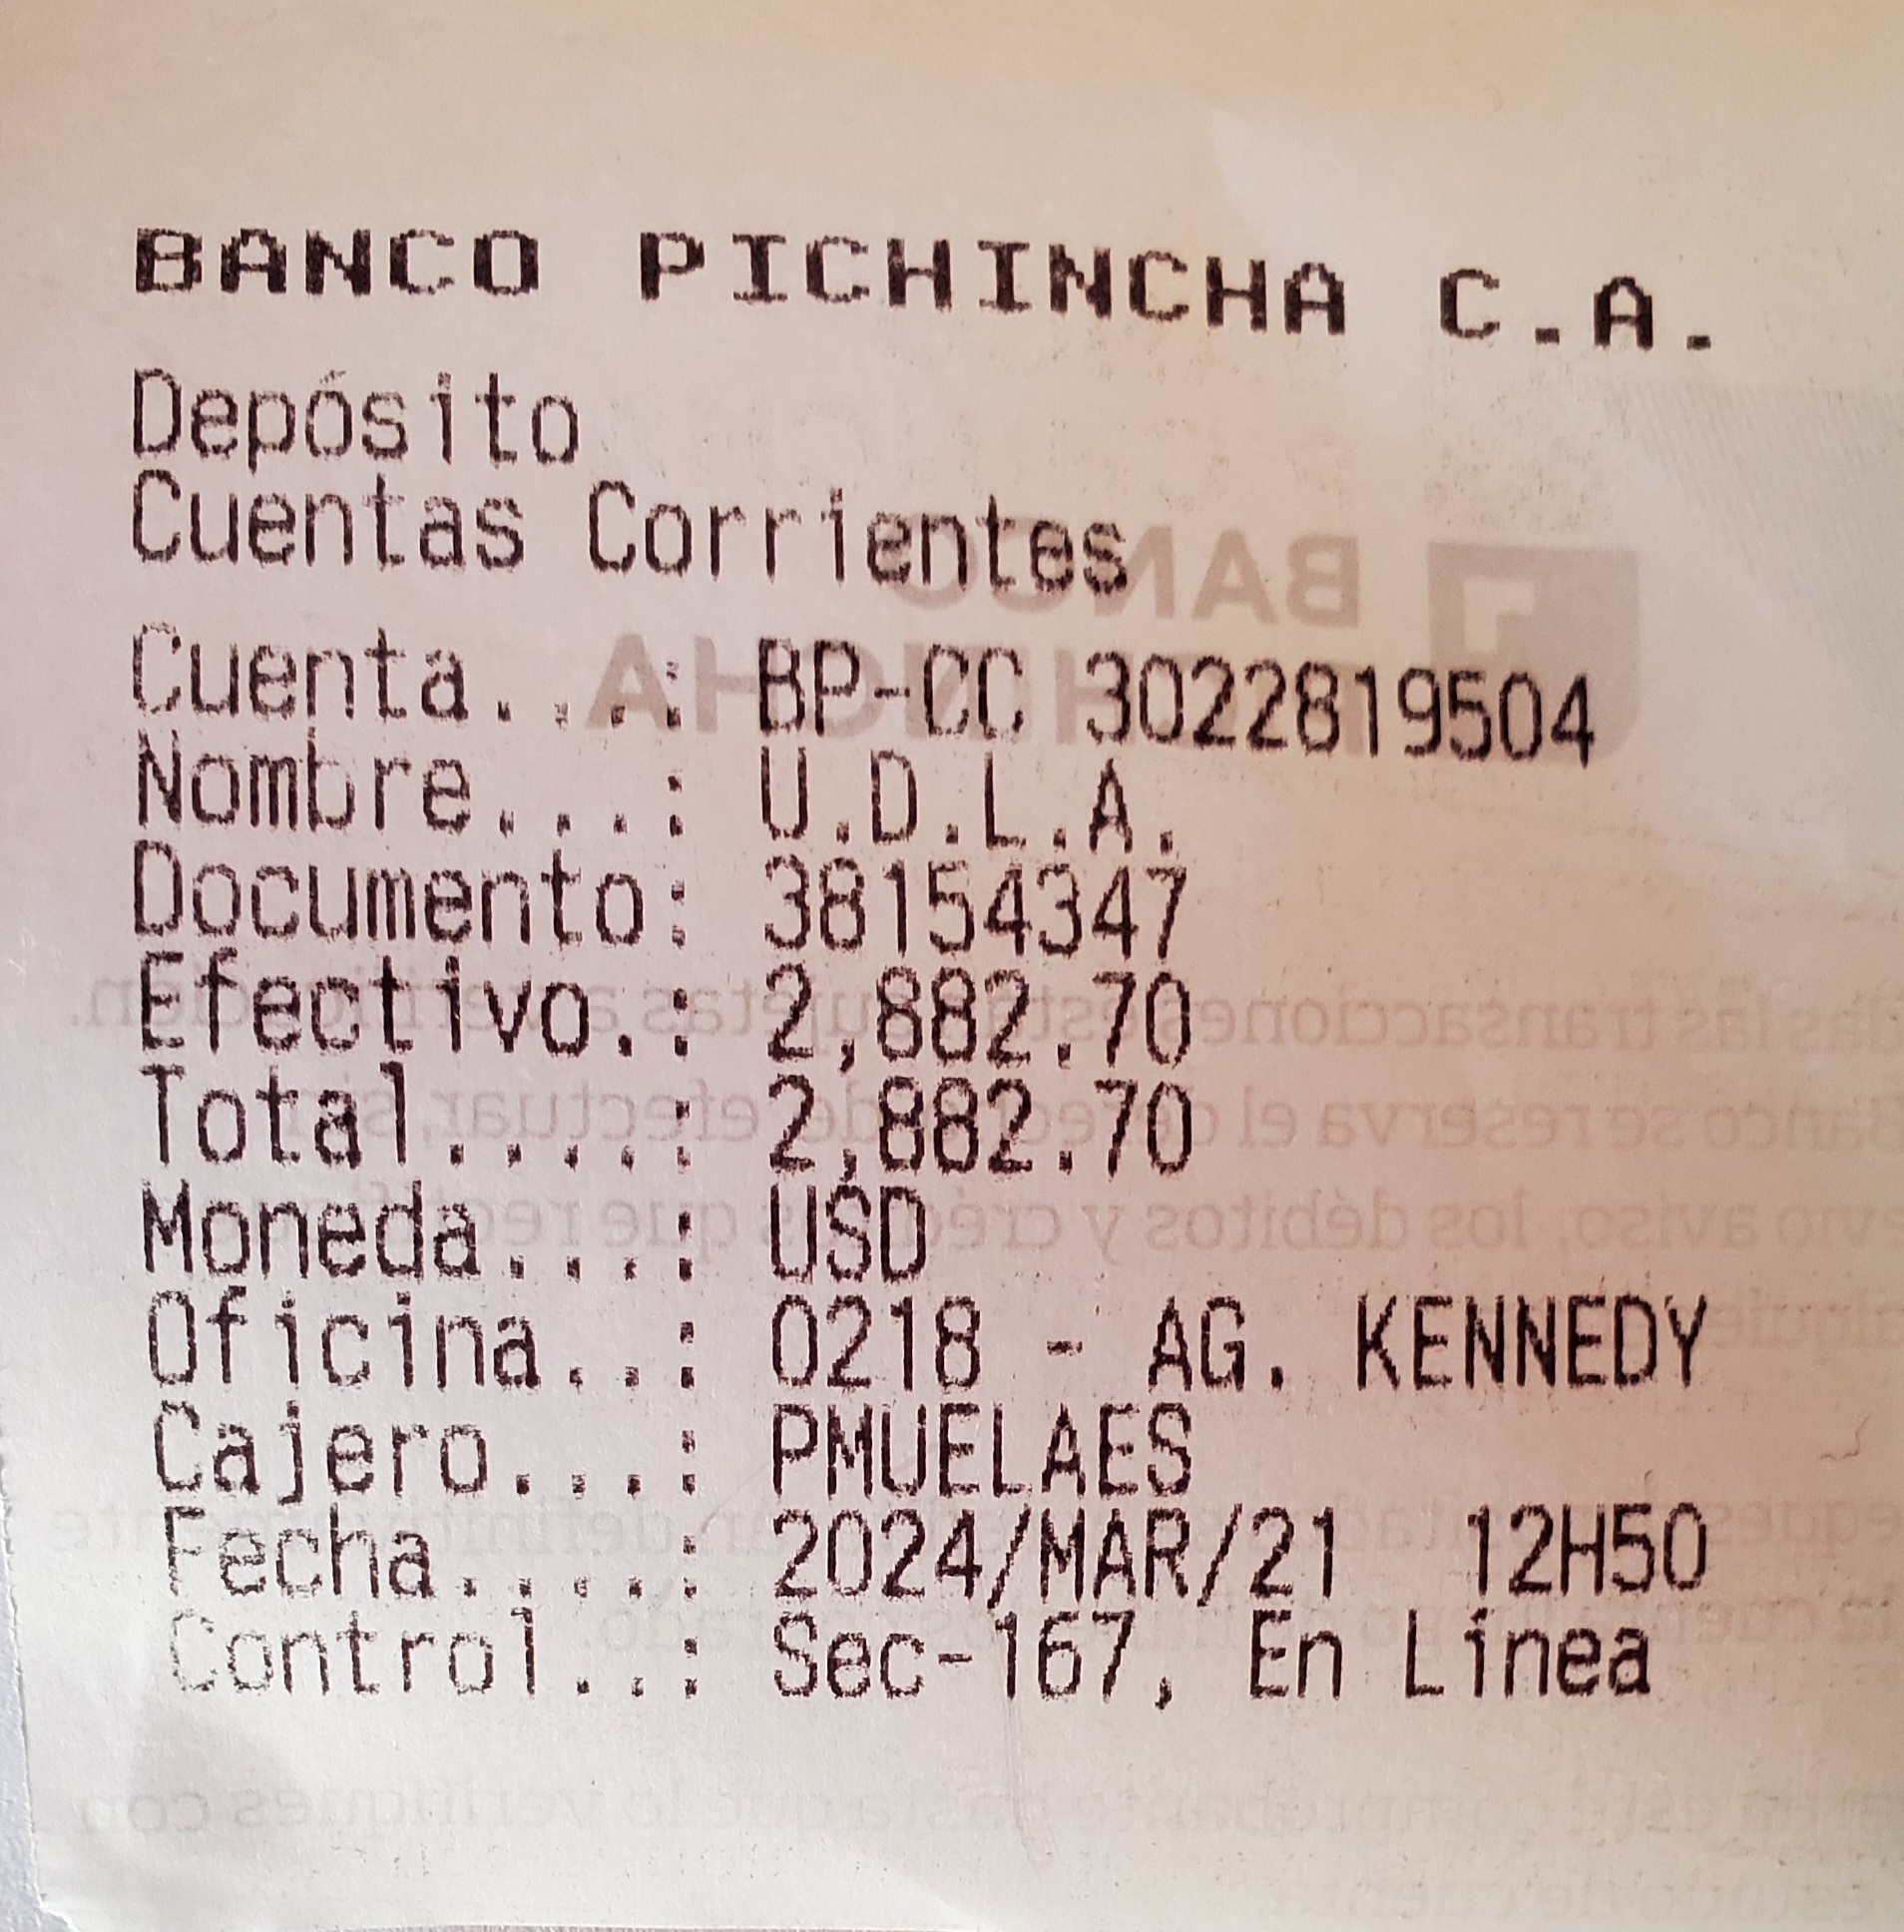 BANCO PICHINCHA C.A.
Depósito
Cuentas Corrientes
Cuenta...: BP-CC 3022819504
Nombre...: U.D.L.A.
Documento: 38154347
Efectivo.: 2,882.70
Total....: 2,882.70
Moneda...: USD
Oficina..: 0218 - AG. KENNEDY
Cajero...: PMUELAES
Fecha....: 2024/MAR/21 12H50
Control..: Sec-167, En Línea